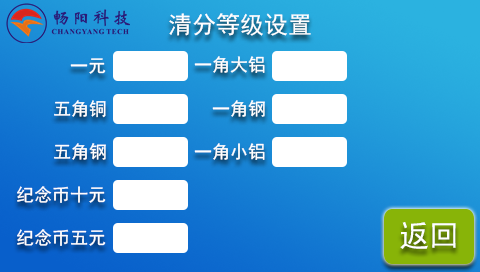 畅阳科技
CHANGYANG TECH
清分等级设置
一元 一角大铝
五角铜 一角钢
五角钢 一角小铝
纪念币十元
纪念币五元
返回